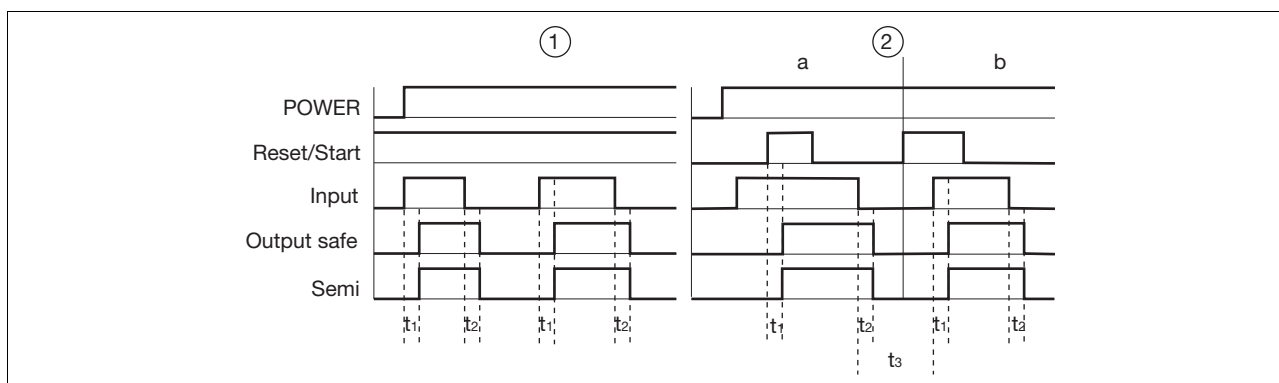 ① ②
a b
POWER
Reset/Start
Input
Output safe
Semi
t1 t2 t1 t2 t1 t2 t1 t2
t3